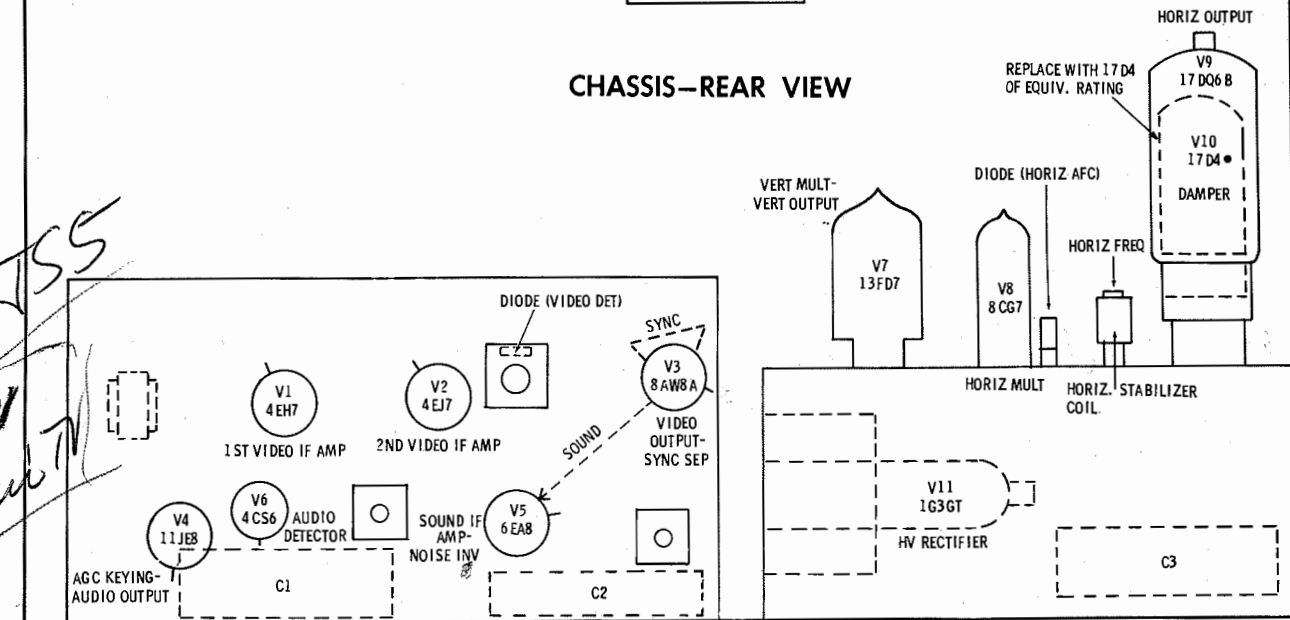 HORIZ OUTPUT
CHASSIS–REAR VIEW
REPLACE WITH 17D4
OF EQUIV. RATING
V9
17DQ6B
V10
17D4●
DAMPER
VERT MULT-
VERT OUTPUT
DIODE (HORIZ AFC)
HORIZ FREQ
V7
13FD7
V8
8CG7
HORIZ MULT
HORIZ. STABILIZER
COIL
DIODE (VIDEO DET)
SYNC
V3
8AW8A
VIDEO
OUTPUT-
SYNC SEP
V1
4EH7
1ST VIDEO IF AMP
V2
4EJ7
2ND VIDEO IF AMP
SOUND
V4
11JE8
AGC KEYING-
AUDIO OUTPUT
V6
4CS6
AUDIO
DETECTOR
SOUND IF
AMP-
NOISE INV
V5
6EA8
C1
C2
V11
1G3GT
HV RECTIFIER
C3